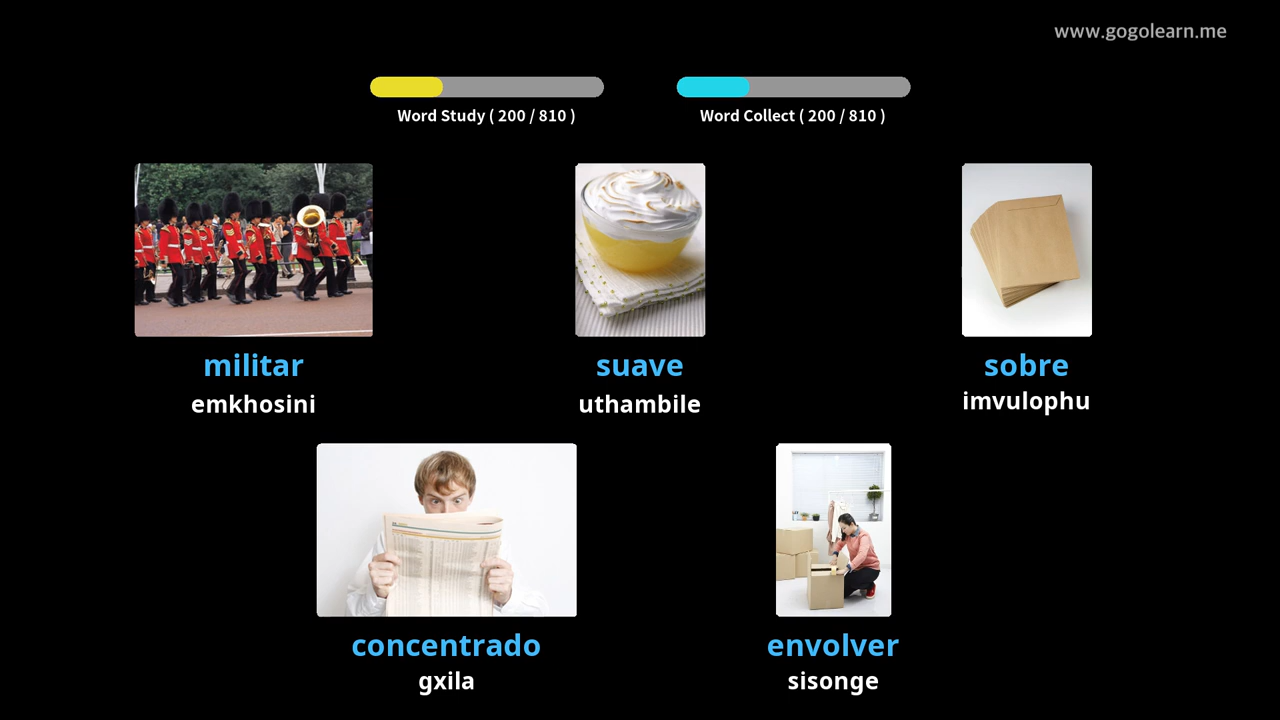 www.gogolearn.me
Word Study ( 200 / 810 )
Word Collect ( 200 / 810 )
militar
emkhosini
suave
uthambile
sobre
imvulophu
concentrado
gxila
envolver
sisonge